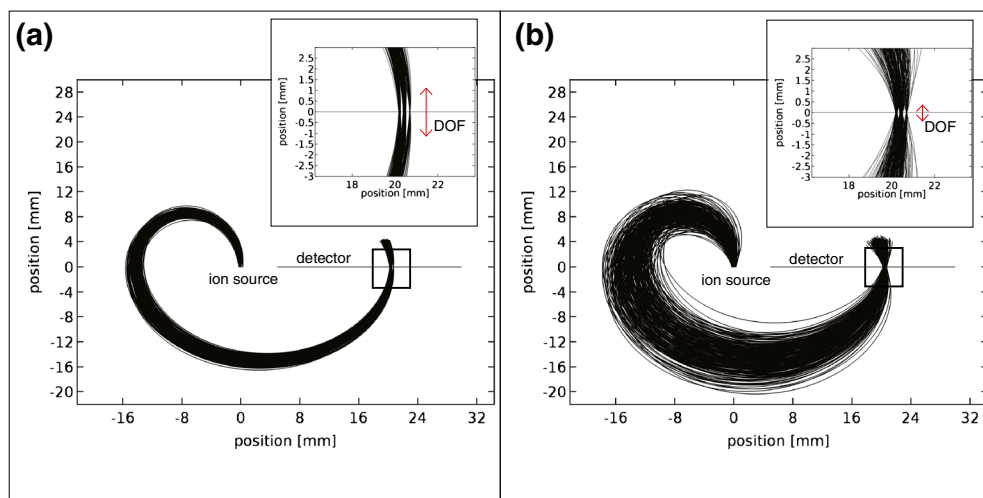 (a)
position [mm]
2.5
2
1.5
1
0.5
0
-0.5
-1
-1.5
-2
-2.5
-3
DOF
18 20 22
position [mm]
position [mm]
28
24
20
16
12
8
4
0
-4
-8
-12
-16
-20
ion source
detector
-16 -8 0 8 16 24 32
position [mm]
(b)
position [mm]
2.5
2
1.5
1
0.5
0
-0.5
-1
-1.5
-2
-2.5
-3
DOF
18 20 22
position [mm]
position [mm]
28
24
20
16
12
8
4
0
-4
-8
-12
-16
-20
ion source
detector
-16 -8 0 8 16 24 32
position [mm]